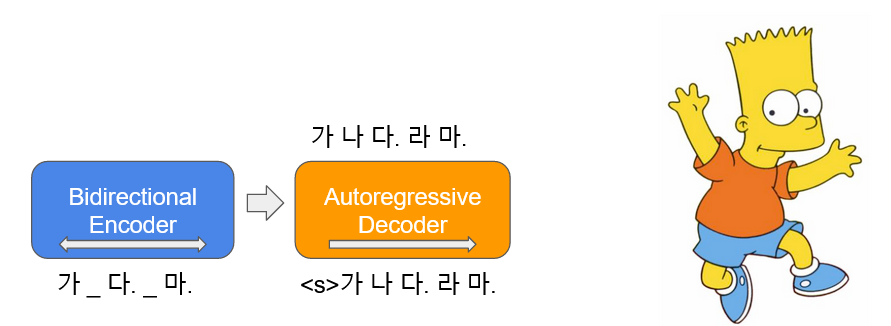 가 나 다. 라 마.
Bidirectional
Encoder
Autoregressive
Decoder
가 _ 다. _ 마.
<s>가 나 다. 라 마.